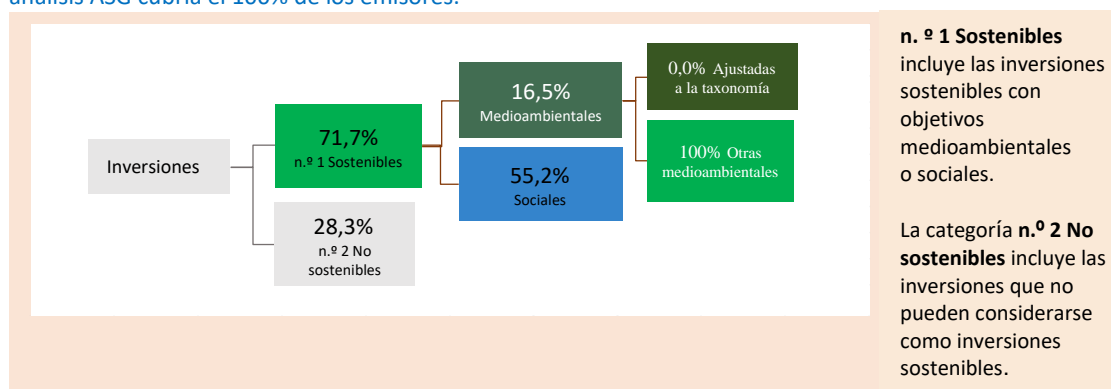 análisis ASG cubría el 100% de los emisores.
Inversiones
71,7%
n.º 1 Sostenibles
28,3%
n.º 2 No
sostenibles
16,5%
Medioambientales
55,2%
Sociales
0,0% Ajustadas
a la taxonomía
100% Otras
medioambientales
n. º 1 Sostenibles
incluye las inversiones
sostenibles con
objetivos
medioambientales
o sociales.
La categoría n.º 2 No
sostenibles incluye las
inversiones que no
pueden considerarse
como inversiones
sostenibles.